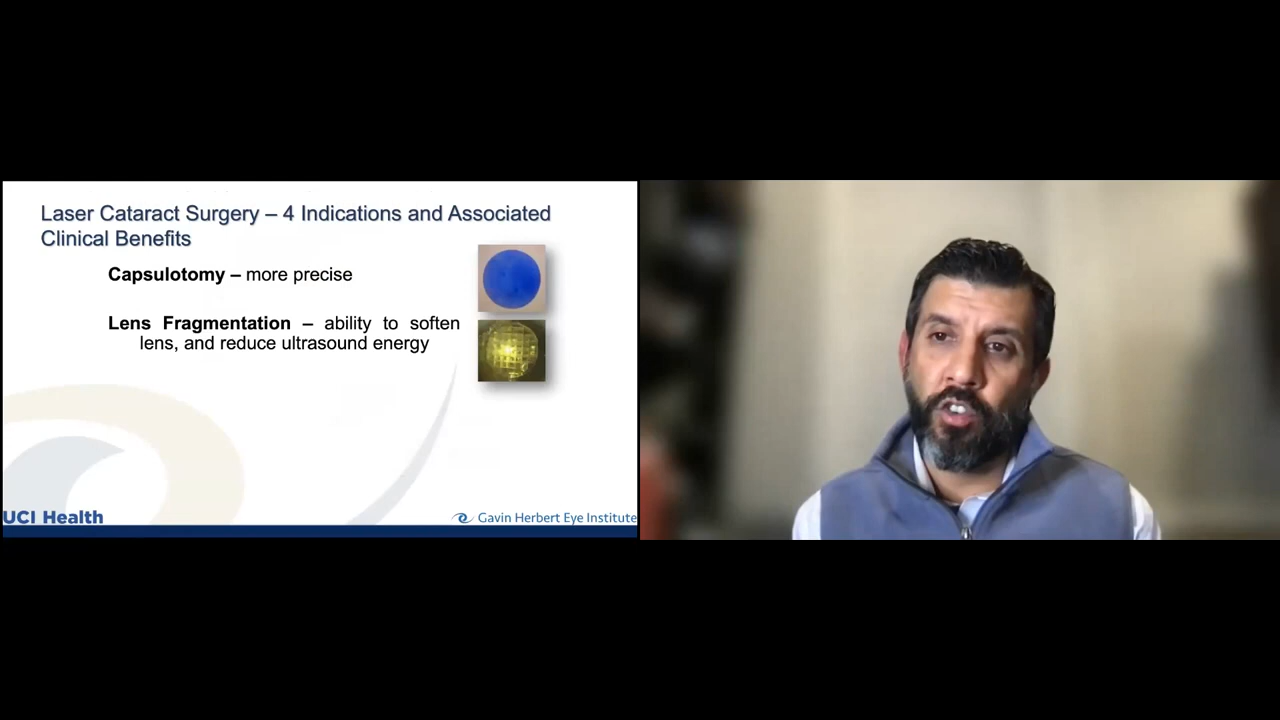 Laser Cataract Surgery – 4 Indications and Associated
Clinical Benefits
Capsulotomy – more precise
Lens Fragmentation – ability to soften
lens, and reduce ultrasound energy
UCI Health
Gavin Herbert Eye Institute